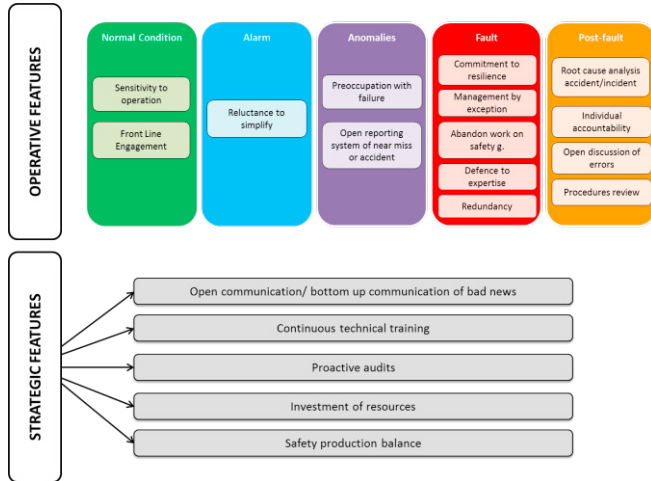 OPERATIVE FEATURES
Normal Condition
Sensitivity to
operation
Front Line
Engagement
Alarm
Reluctance to
simplify
Anomalies
Preoccupation with
failure
Open reporting
system of near miss
or accident
Fault
Commitment to
resilience
Management by
exception
Abandon work on
safety g.
Defence to
expertise
Redundancy
Post-fault
Root cause analysis
accident/incident
Individual
accountability
Open discussion of
errors
Procedures review
STRATEGIC FEATURES
Open communication/ bottom up communication of bad news
Continuous technical training
Proactive audits
Investment of resources
Safety production balance